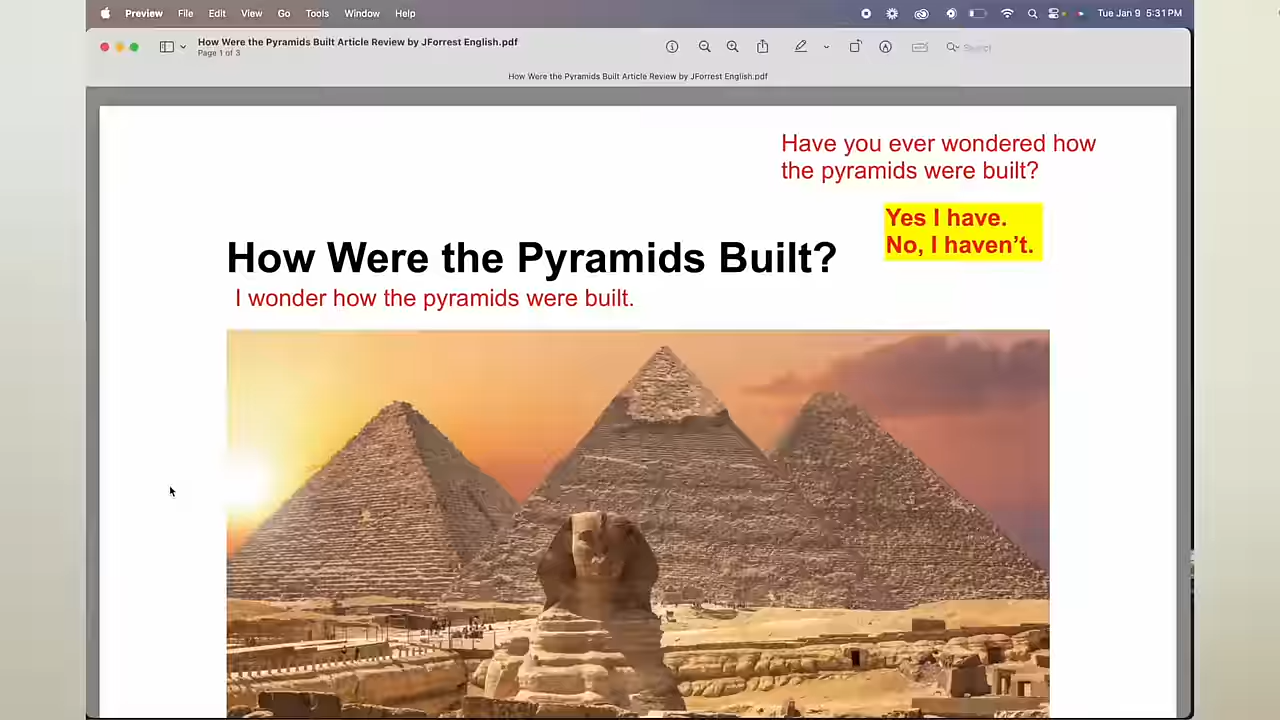 Preview File Edit View Go Tools Window Help Tue Jan 9 5:31 PM
How Were the Pyramids Built Article Review by JForrest English.pdf
Page 1 of 3
Search
How Were the Pyramids Built Article Review by JForrest English.pdf
Have you ever wondered how
the pyramids were built?
Yes I have.
No, I haven't.
How Were the Pyramids Built?
I wonder how the pyramids were built.